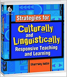 Strategies for
Culturally and
Linguistically
Responsive Teaching
and Learning